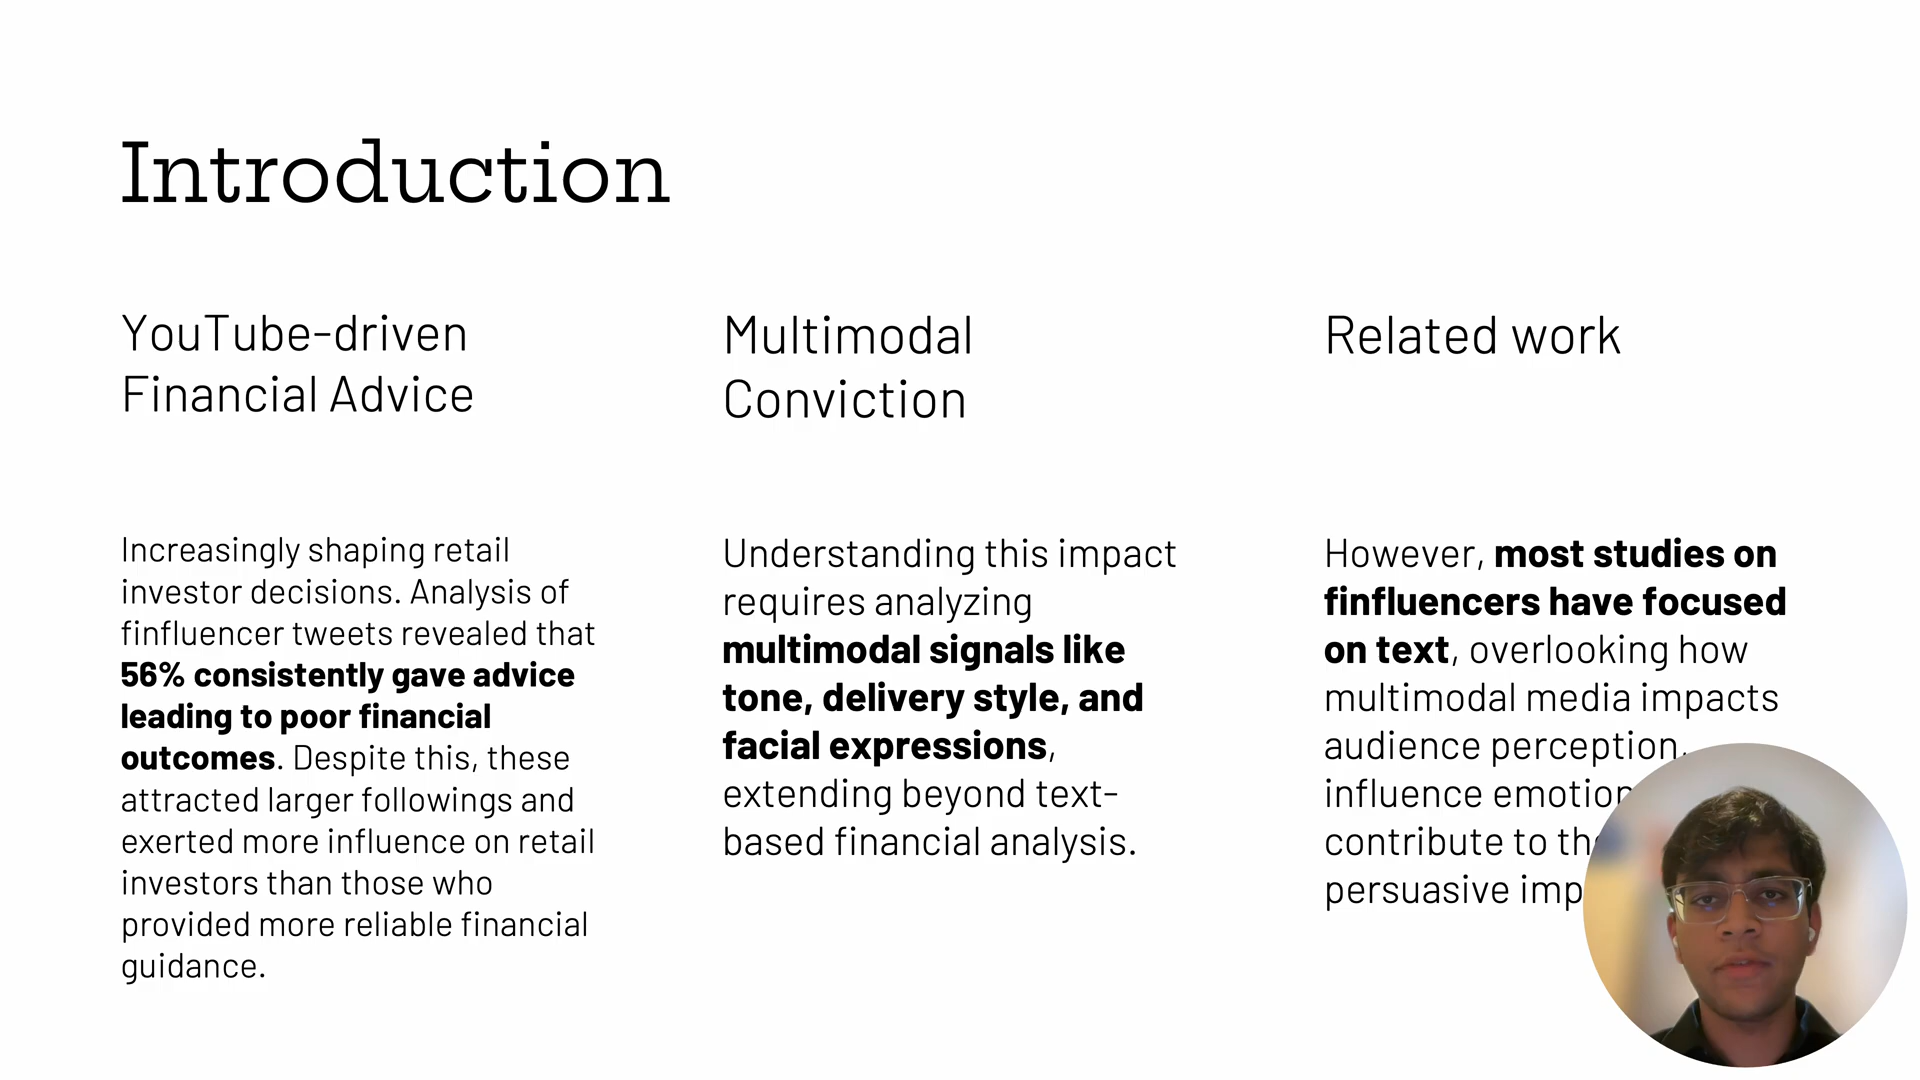 Introduction
YouTube-driven
Financial Advice
Increasingly shaping retail
investor decisions. Analysis of
finfluencer tweets revealed that
56% consistently gave advice
leading to poor financial
outcomes. Despite this, these
attracted larger followings and
exerted more influence on retail
investors than those who
provided more reliable financial
guidance.
Multimodal
Conviction
Understanding this impact
requires analyzing
multimodal signals like
tone, delivery style, and
facial expressions,
extending beyond text-
based financial analysis.
Related work
However, most studies on
finfluencers have focused
on text, overlooking how
multimodal media impacts
audience perception,
influence
contribute to
persuasive